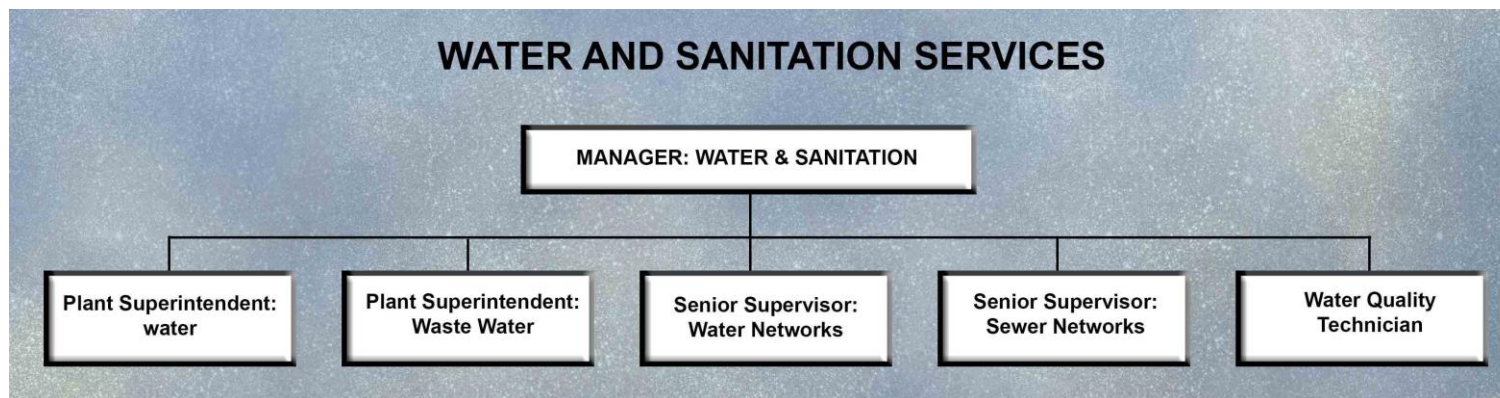 WATER AND SANITATION SERVICES
MANAGER: WATER & SANITATION
Plant Superintendent:
water
Plant Superintendent:
Waste Water
Senior Supervisor:
Water Networks
Senior Supervisor:
Sewer Networks
Water Quality
Technician